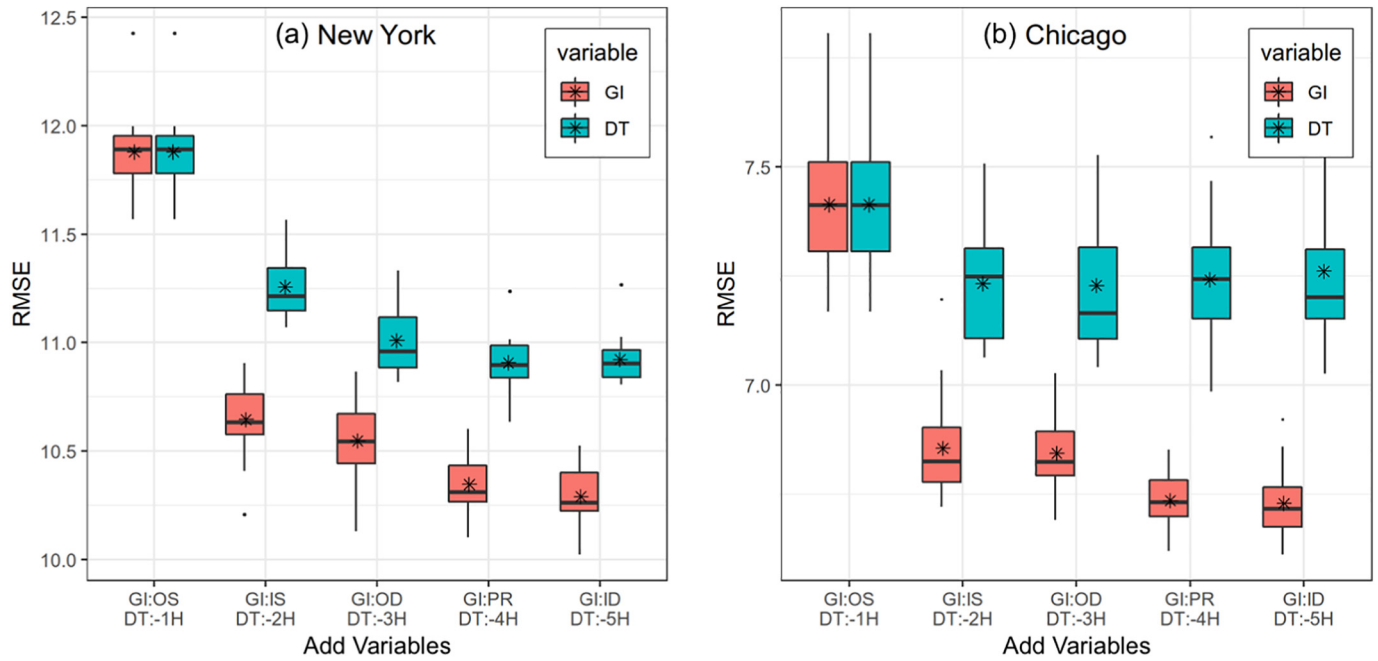 (a) New York
variable
GI
DT
12.5
12.0
11.5
11.0
10.5
10.0
RMSE
GI:OS
DT:-1H
GI:IS
DT:-2H
GI:OD
DT:-3H
GI:PR
DT:-4H
GI:ID
DT:-5H
Add Variables
(b) Chicago
variable
GI
DT
7.5
7.0
RMSE
GI:OS
DT:-1H
GI:IS
DT:-2H
GI:OD
DT:-3H
GI:PR
DT:-4H
GI:ID
DT:-5H
Add Variables